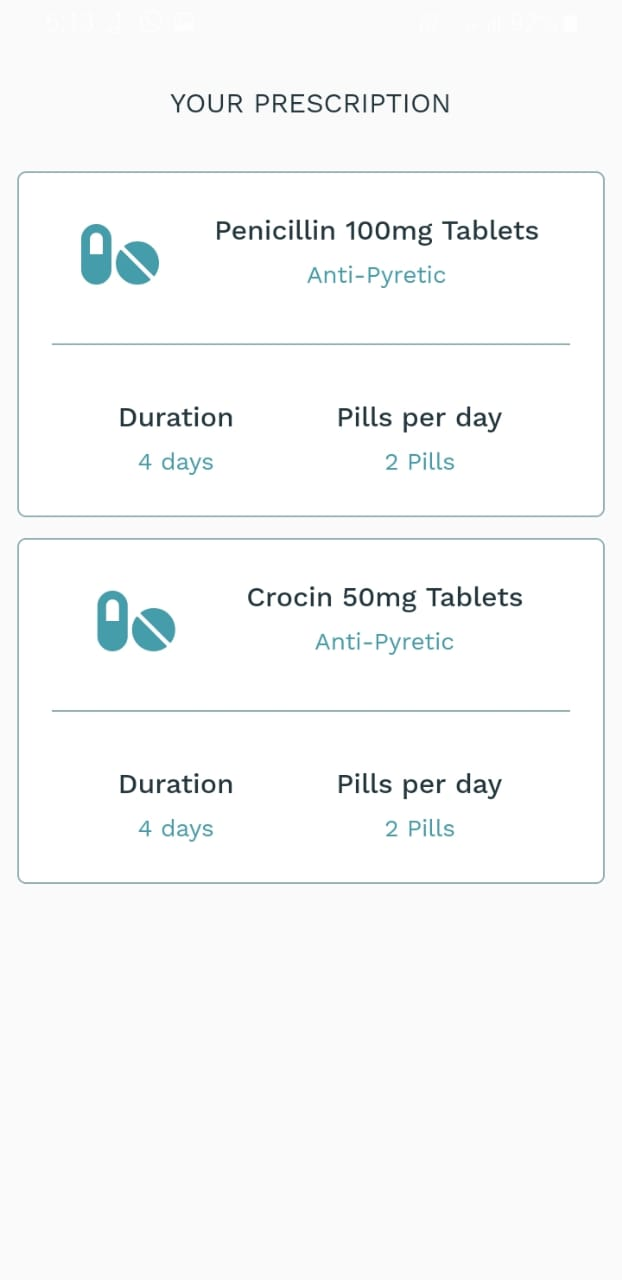 YOUR PRESCRIPTION
Penicillin 100mg Tablets
Anti-Pyretic
Duration
Pills per day
4 days
2 Pills
Crocin 50mg Tablets
Anti-Pyretic
Duration
Pills per day
4 days
2 Pills